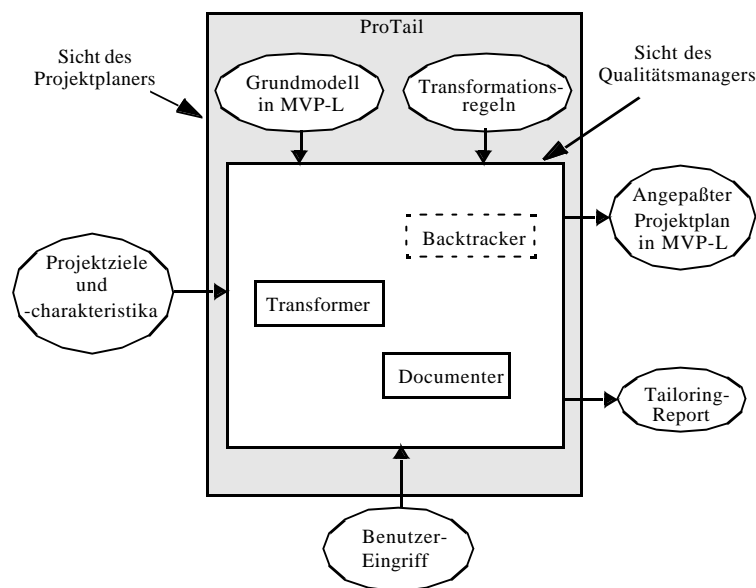 ProTail
Sicht des
Projektplaners
Grundmodell
in MVP-L
Transformations-
regeln
Sicht des
Qualitätsmanagers
Angepaßter
Projektplan
in MVP-L
Backtracker
Projektziele
und
-charakteristika
Transformer
Documenter
Tailoring-
Report
Benutzer-
Eingriff